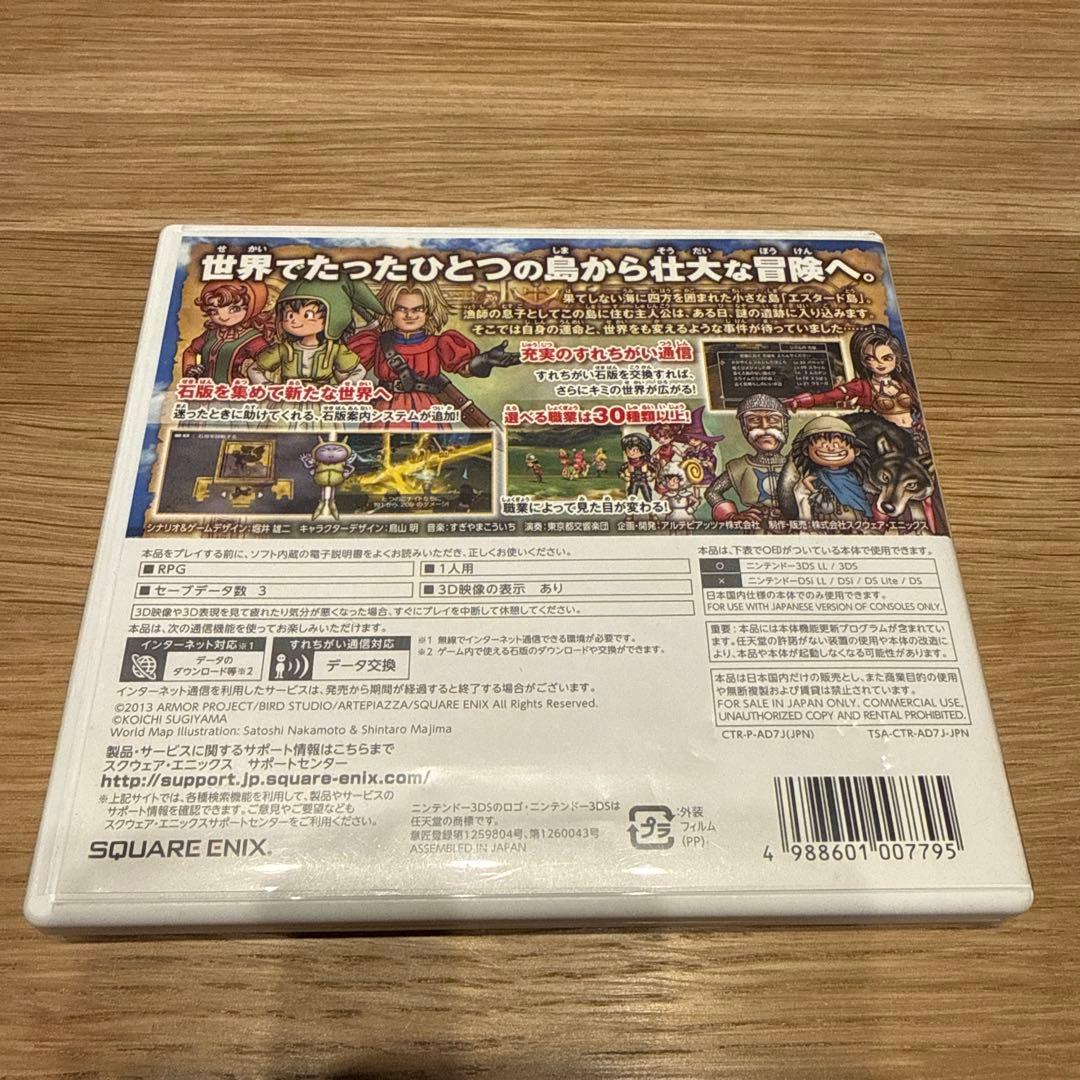 世界でたったひとつの島から壮大な冒険へ。
果てしない海に四方を囲まれた小さな島「エスタード島」。
漁師の息子としてこの島に住む主人公は、ある日、謎の遺跡に入り込みます。
そこでは自身の運命と、世界をも変えるような事件が待っていました……
充実のすれちがい通信
すれちがい石版を交換すれば、
さらにキミの世界が広がる!
石版を集めて新たな世界へ
迷ったときに助けてくれる、石版案内システムが追加!
選べる職業は30種類以上!
職業によって見た目が変わる!
シナリオ&ゲームデザイン:堀井 雄二 キャラクターデザイン:鳥山 明 音楽:すぎやまこういち 演奏:東京都交響楽団 企画・開発:アルテピアッツァ株式会社 制作・販売:株式会社スクウェア・エニックス
本品をプレイする前に、ソフト内蔵の電子説明書をよくお読みいただき、正しくお使いください。
■RPG
■1人用
■セーブデータ数 3
■3D映像の表示 あり
3D映像や3D表現を見て疲れたり気分が悪くなった場合、すぐにプレイを中断して休憩してください。
本品は、次の通信機能を使ってお楽しみいただけます。
インターネット対応※1
データの
ダウンロード等※2
すれちがい通信対応
データ交換
※1 無線でインターネット通信できる環境が必要です。
※2 ゲーム内で使える石版のダウンロードや交換ができます。
インターネット通信を利用したサービスは、発売から期間が経過すると終了する場合がございます。
©2013 ARMOR PROJECT/BIRD STUDIO/ARTEPIAZZA/SQUARE ENIX All Rights Reserved.
©KOICHI SUGIYAMA
World Map Illustration: Satoshi Nakamoto & Shintaro Majima
製品・サービスに関するサポート情報はこちらまで
スクウェア・エニックス サポートセンター
http://support.jp.square-enix.com/
※上記サイトでは、各種検索機能を利用して、製品やサービスの
サポート情報を確認できます。ご意見やご要望なども
スクウェア・エニックスサポートセンターをご利用ください。
SQUARE ENIX.
本品は、下表で○印がついている本体で使用できます。
○ ニンテンドー3DS LL / 3DS
× ニンテンドーDSi LL / DSi / DS Lite / DS
日本国内仕様の本体でのみ使用できます。
FOR USE WITH JAPANESE VERSION OF CONSOLES ONLY.
重要:本品には本体機能更新プログラムが含まれてい
ます。任天堂の許諾がない装置の使用や本体の改造に
より、本品や本体が起動しなくなる可能性があります。
本品は日本国内だけの販売とし、また商業目的の使用
や無断複製および賃貸は禁止されています。
FOR SALE IN JAPAN ONLY. COMMERCIAL USE,
UNAUTHORIZED COPY AND RENTAL PROHIBITED.
CTR-P-AD7J(JPN)
TSA-CTR-AD7J-JPN
ニンテンドー3DSのロゴ・ニンテンドー3DSは
任天堂の商標です。
意匠登録第1259804号、第1260043号
ASSEMBLED IN JAPAN
プラ
:外装
フィルム
(PP)
4 988601 007795